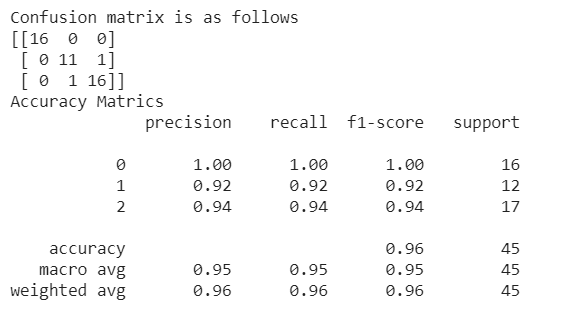 Confusion matrix is as follows
[[16 0 0]
[ 0 11 1]
[ 0 1 16]]
Accuracy Matrics
precision recall f1-score support
0 1.00 1.00 1.00 16
1 0.92 0.92 0.92 12
2 0.94 0.94 0.94 17
accuracy 0.96 45
macro avg 0.95 0.95 0.95 45
weighted avg 0.96 0.96 0.96 45